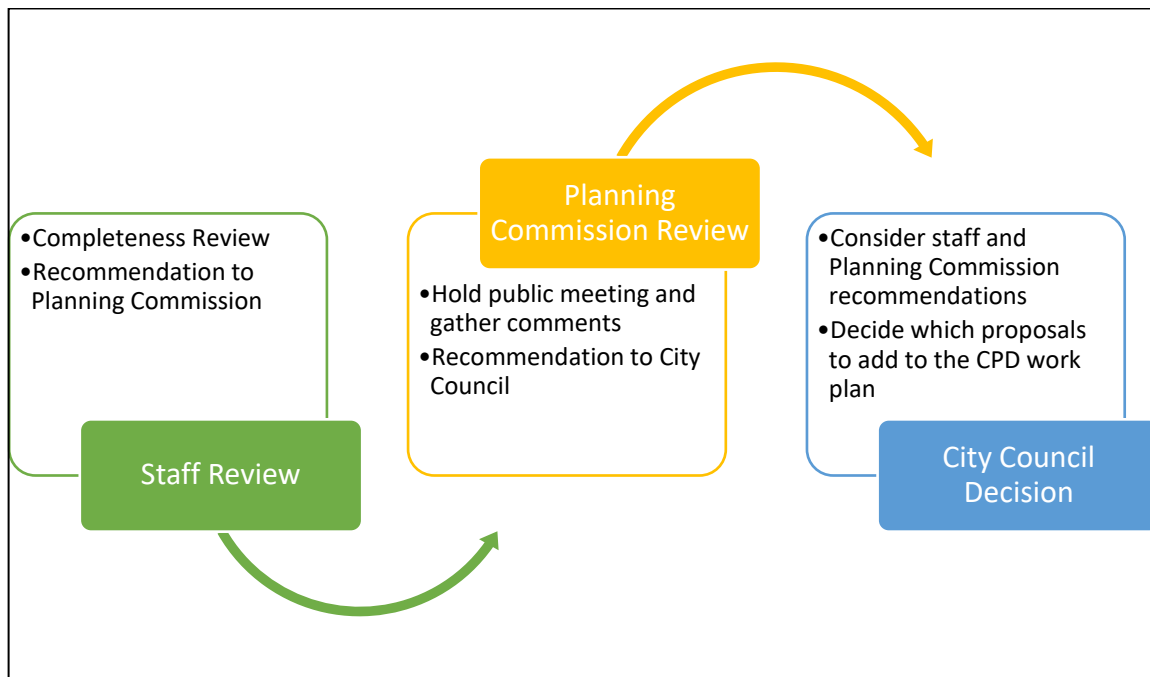 •Completeness Review
•Recommendation to
Planning Commission
Staff Review
Planning
Commission Review
•Hold public meeting and
gather comments
•Recommendation to City
Council
•Consider staff and
Planning Commission
recommendations
•Decide which proposals
to add to the CPD work
plan
City Council
Decision